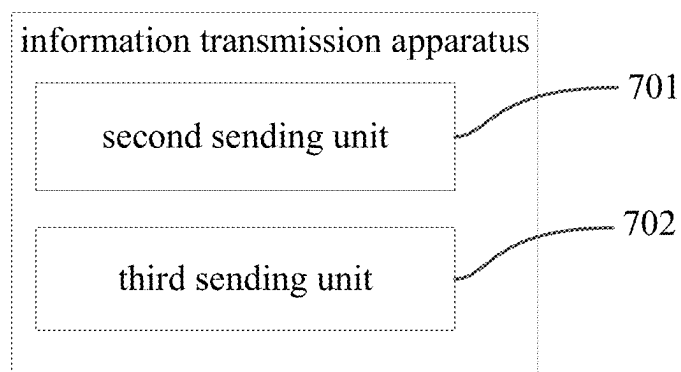 information transmission apparatus
second sending unit
701
third sending unit
702